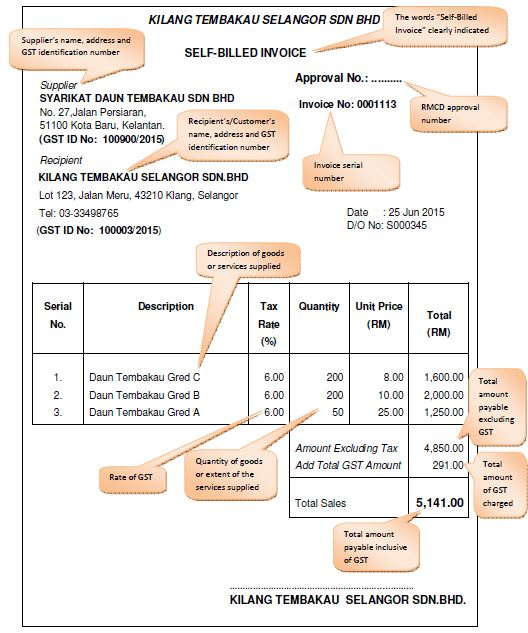 KILANG TEMBAKAU SELANGOR SDN BHD
The words “Self-Billed
Invoice” clearly indicated
Supplier’s name, address and
GST identification number
SELF-BILLED INVOICE
Approval No.: ..........
Supplier
SYARIKAT DAUN TEMBAKAU SDN BHD
Invoice No: 0001113
RMCD approval
number
No. 27,Jalan Persiaran,
51100 Kota Baru, Kelantan.
(GST ID No: 100900/2015)
Recipient’s/Customer’s
name, address and GST
identification number
Recipient
KILANG TEMBAKAU SELANGOR SDN.BHD
Invoice serial
number
Lot 123, Jalan Meru, 43210 Klang, Selangor
Tel: 03-33498765
Date : 25 Jun 2015
(GST ID No: 100003/2015)
D/O No: S000345
Description of goods
or services supplied
Serial No. Description Tax Rate (%) Quantity Unit Price (RM) Total (RM)
1. Daun Tembakau Gred C 6.00 200 8.00 1,600.00
2. Daun Tembakau Gred B 6.00 200 10.00 2,000.00
3. Daun Tembakau Gred A 6.00 50 25.00 1,250.00
Total
amount
payable
excluding
GST
Amount Excluding Tax 4,850.00
Add Total GST Amount 291.00
Rate of GST
Quantity of goods
or extent of the
services supplied
Total
amount
of GST
charged
Total Sales 5,141.00
Total amount
payable inclusive
of GST
KILANG TEMBAKAU SELANGOR SDN.BHD.